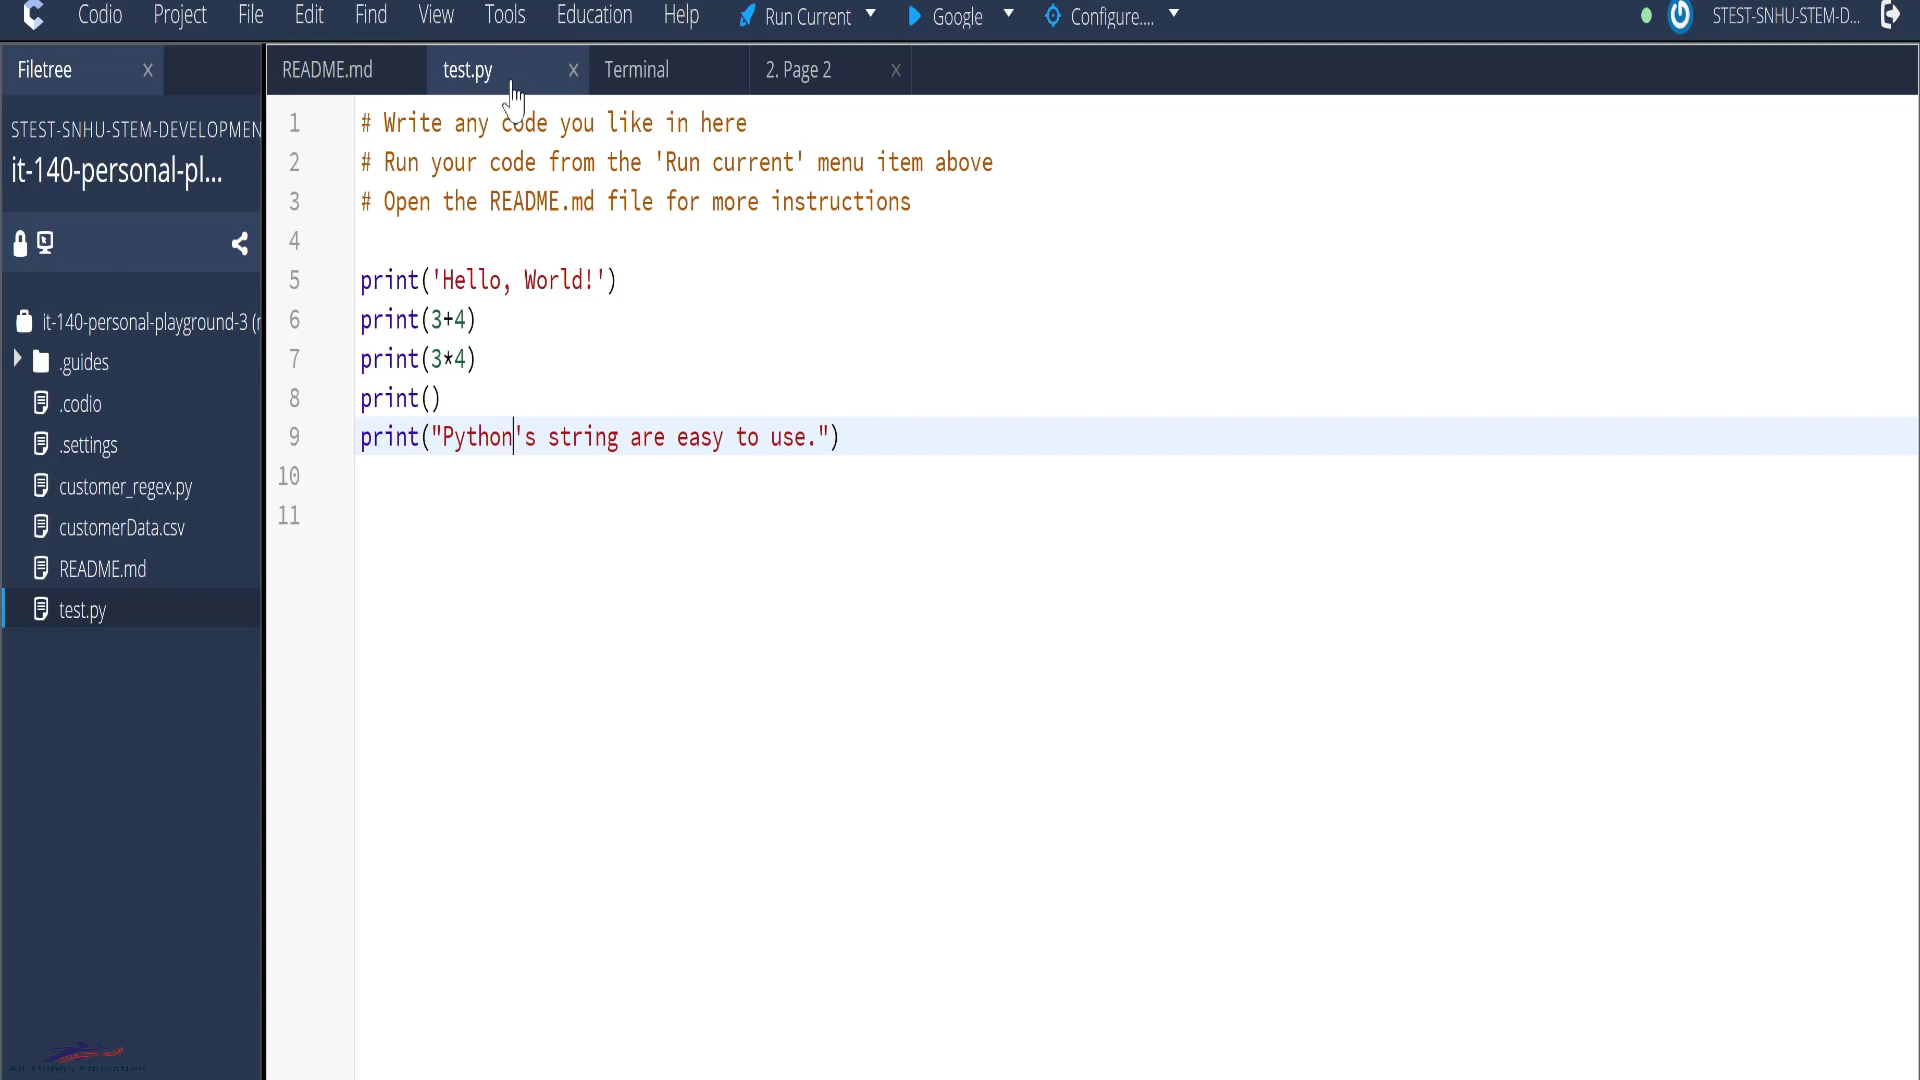 Codio Project File Edit Find View Tools Education Help Run Current Google Configure.... STEST-SNHU-STEM-D...
Filetree
README.md test.py Terminal 2. Page 2
STEST-SNHU-STEM-DEVELOPMEN
it-140-personal-pl...
it-140-personal-playground-3 (r
.guides
.codio
.settings
customer_regex.py
customerData.csv
README.md
test.py
1 # Write any code you like in here
2 # Run your code from the 'Run current' menu item above
3 # Open the README.md file for more instructions
4
5 print('Hello, World!')
6 print(3+4)
7 print(3*4)
8 print()
9 print("Python's string are easy to use.")
10
11
All Things Education